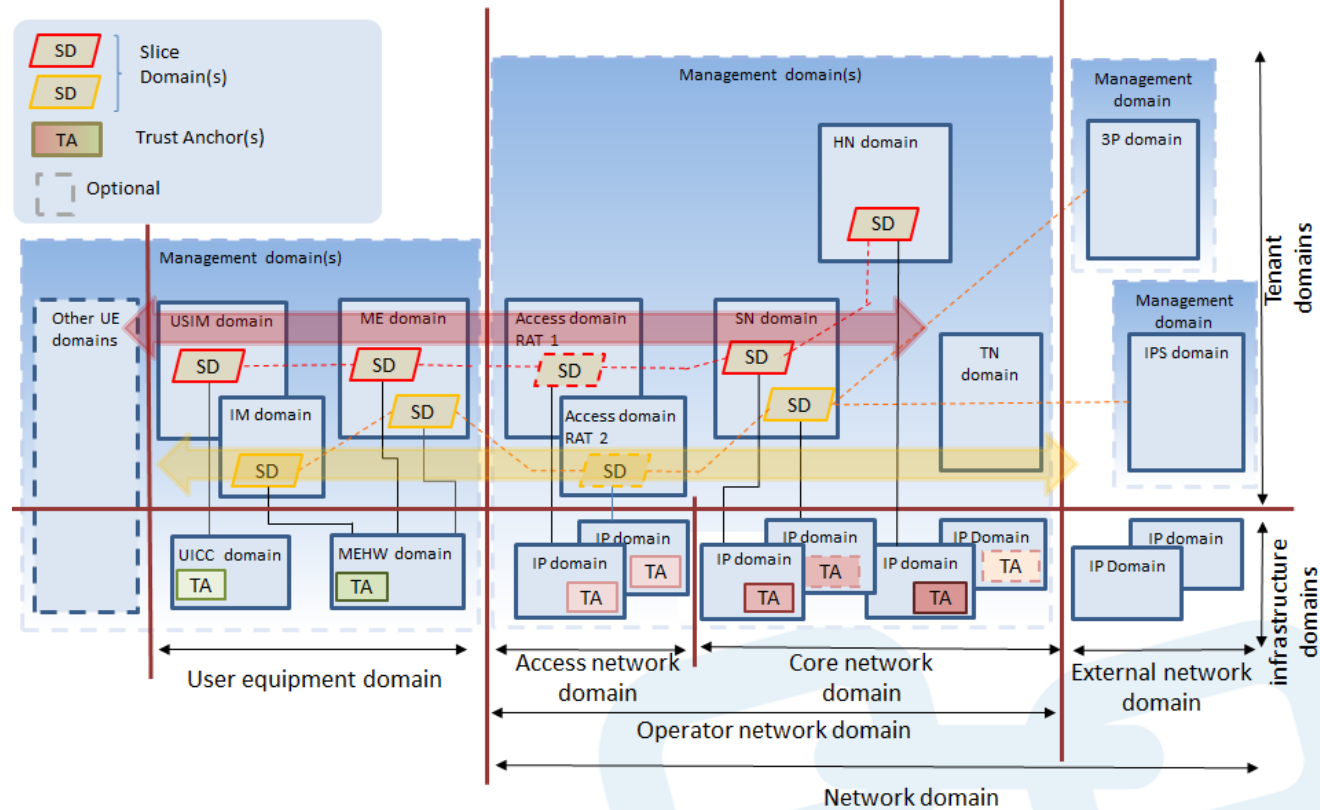 SD
Slice
Domain(s)
SD
TA
Trust Anchor(s)
Optional
Management domain(s)
Management
domain
3P domain
HN domain
SD
Tenant
domains
Management domain(s)
Other UE
domains
USIM domain
SD
ME domain
SD
SD
IM domain
SD
Access domain
RAT 1
SD
Access domain
RAT 2
SD
SN domain
SD
SD
TN
domain
Management
domain
IPS domain
UICC domain
TA
MEHW domain
TA
IP domain
TA
IP domain
TA
IP domain
TA
IP domain
TA
IP domain
TA
IP Domain
TA
IP domain
IP Domain
infrastructure
domains
User equipment domain
Access network
domain
Core network
domain
External network
domain
Operator network domain
Network domain